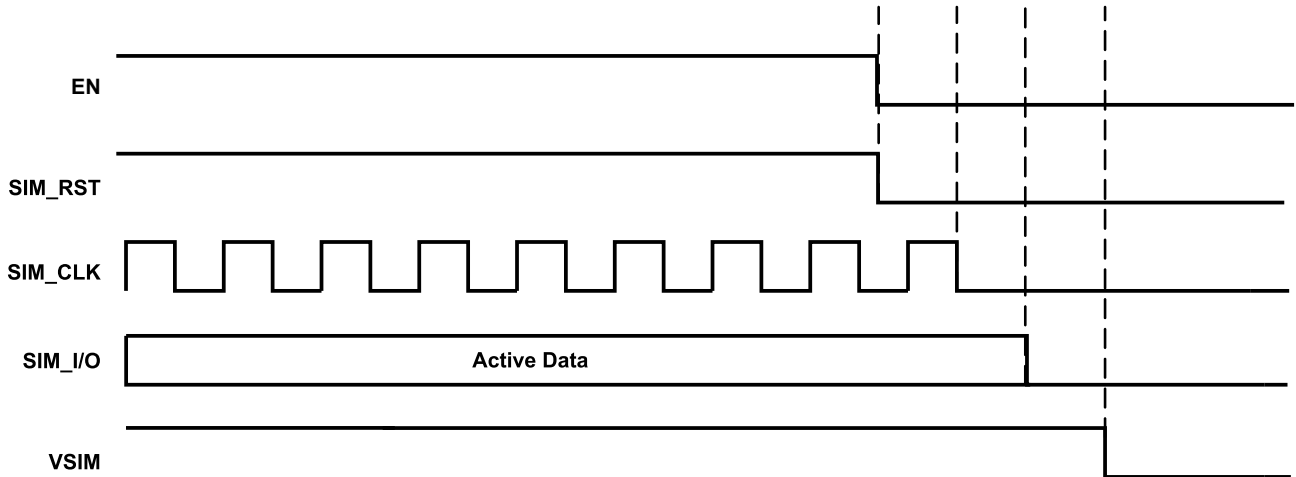 EN
SIM_RST
SIM_CLK
SIM_I/O
Active Data
VSIM